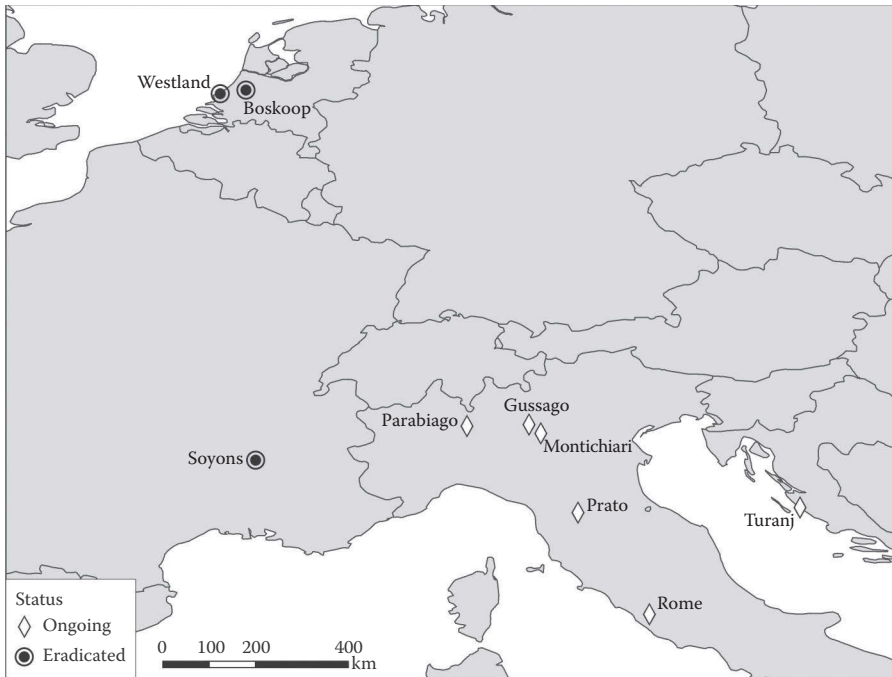 Westland
Boskoop
Gussago
Parabiago
Montichiari
Soyons
Prato
Turanj
Rome
Status
Ongoing
Eradicated
0 100 200 400
km